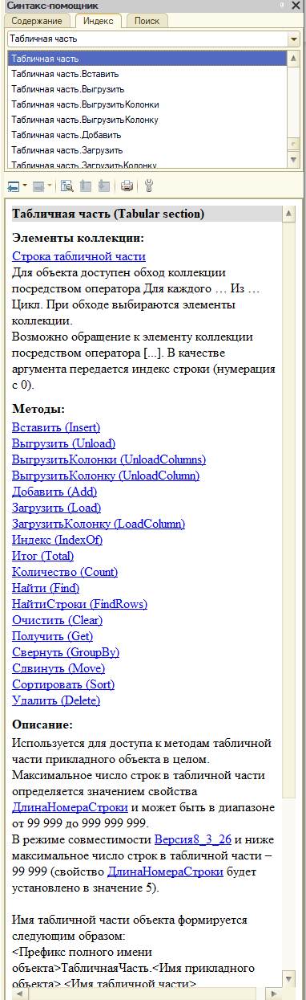 Синтакс-помощник
Содержание Индекс Поиск
Табличная часть
Табличная часть
Табличная часть.Вставить
Табличная часть.Выгрузить
Табличная часть.ВыгрузитьКолонки
Табличная часть.ВыгрузитьКолонку
Табличная часть.Добавить
Табличная часть.Загрузить
Табличная часть.ЗагрузитьКолонку
Табличная часть (Tabular section)
Элементы коллекции:
Строка табличной части
Для объекта доступен обход коллекции
посредством оператора Для каждого … Из …
Цикл. При обходе выбираются элементы
коллекции.
Возможно обращение к элементу коллекции
посредством оператора [...]. В качестве
аргумента передается индекс строки (нумерация
с 0).
Методы:
Вставить (Insert)
Выгрузить (Unload)
ВыгрузитьКолонки (UnloadColumns)
ВыгрузитьКолонку (UnloadColumn)
Добавить (Add)
Загрузить (Load)
ЗагрузитьКолонку (LoadColumn)
Индекс (IndexOf)
Итог (Total)
Количество (Count)
Найти (Find)
НайтиСтроки (FindRows)
Очистить (Clear)
Получить (Get)
Свернуть (GroupBy)
Сдвинуть (Move)
Сортировать (Sort)
Удалить (Delete)
Описание:
Используется для доступа к методам табличной
части прикладного объекта в целом.
Максимальное число строк в табличной части
определяется значением свойства
ДлинаНомераСтроки и может быть в диапазоне
от 99 999 до 999 999 999.
В режиме совместимости Версия8_3_26 и ниже
максимальное число строк в табличной части –
99 999 (свойство ДлинаНомераСтроки будет
установлено в значение 5).
Имя табличной части объекта формируется
следующим образом:
<Префикс полного имени
объекта>ТабличнаяЧасть.<Имя прикладного
объекта>.<Имя табличной части>